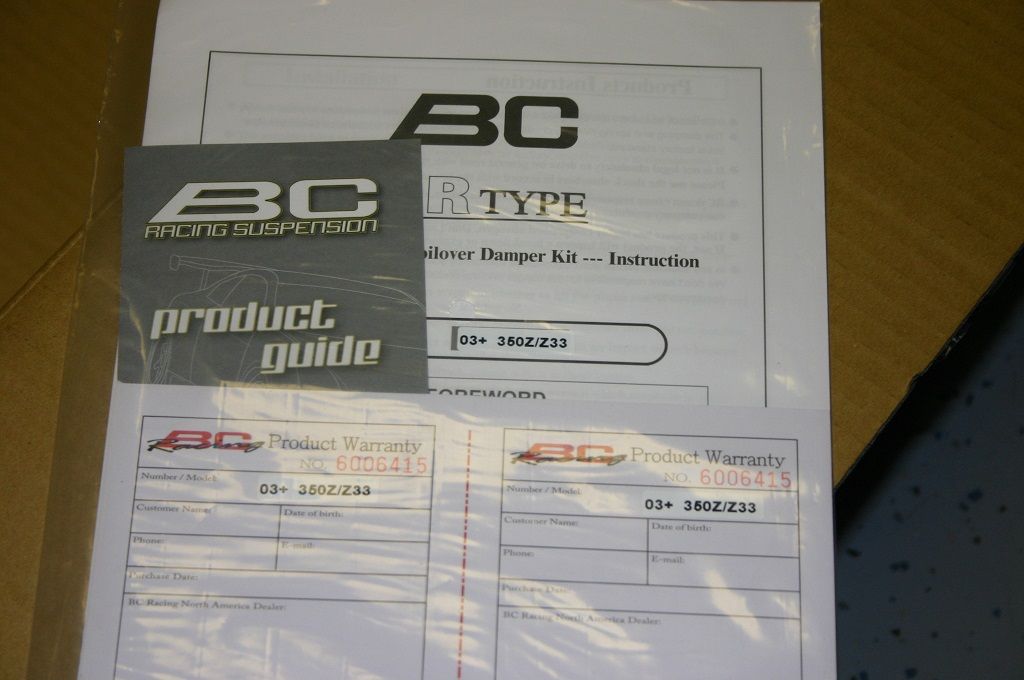 BC
R TYPE
oilover Damper Kit --- Instruction
03+ 350Z/Z33
FOREWORD
BC
RACING SUSPENSION
product
guide
BC Racing Product Warranty
NO. 6006415
Number / Model:
03+ 350Z/Z33
Customer Name:
Date of birth:
Phone:
E-mail:
Purchase Date:
BC Racing North America Dealer:
BC Racing Product Warranty
NO. 6006415
Number / Model:
03+ 350Z/Z33
Customer Name:
Date of birth:
Phone:
E-mail:
Purchase Date:
BC Racing North America Dealer: